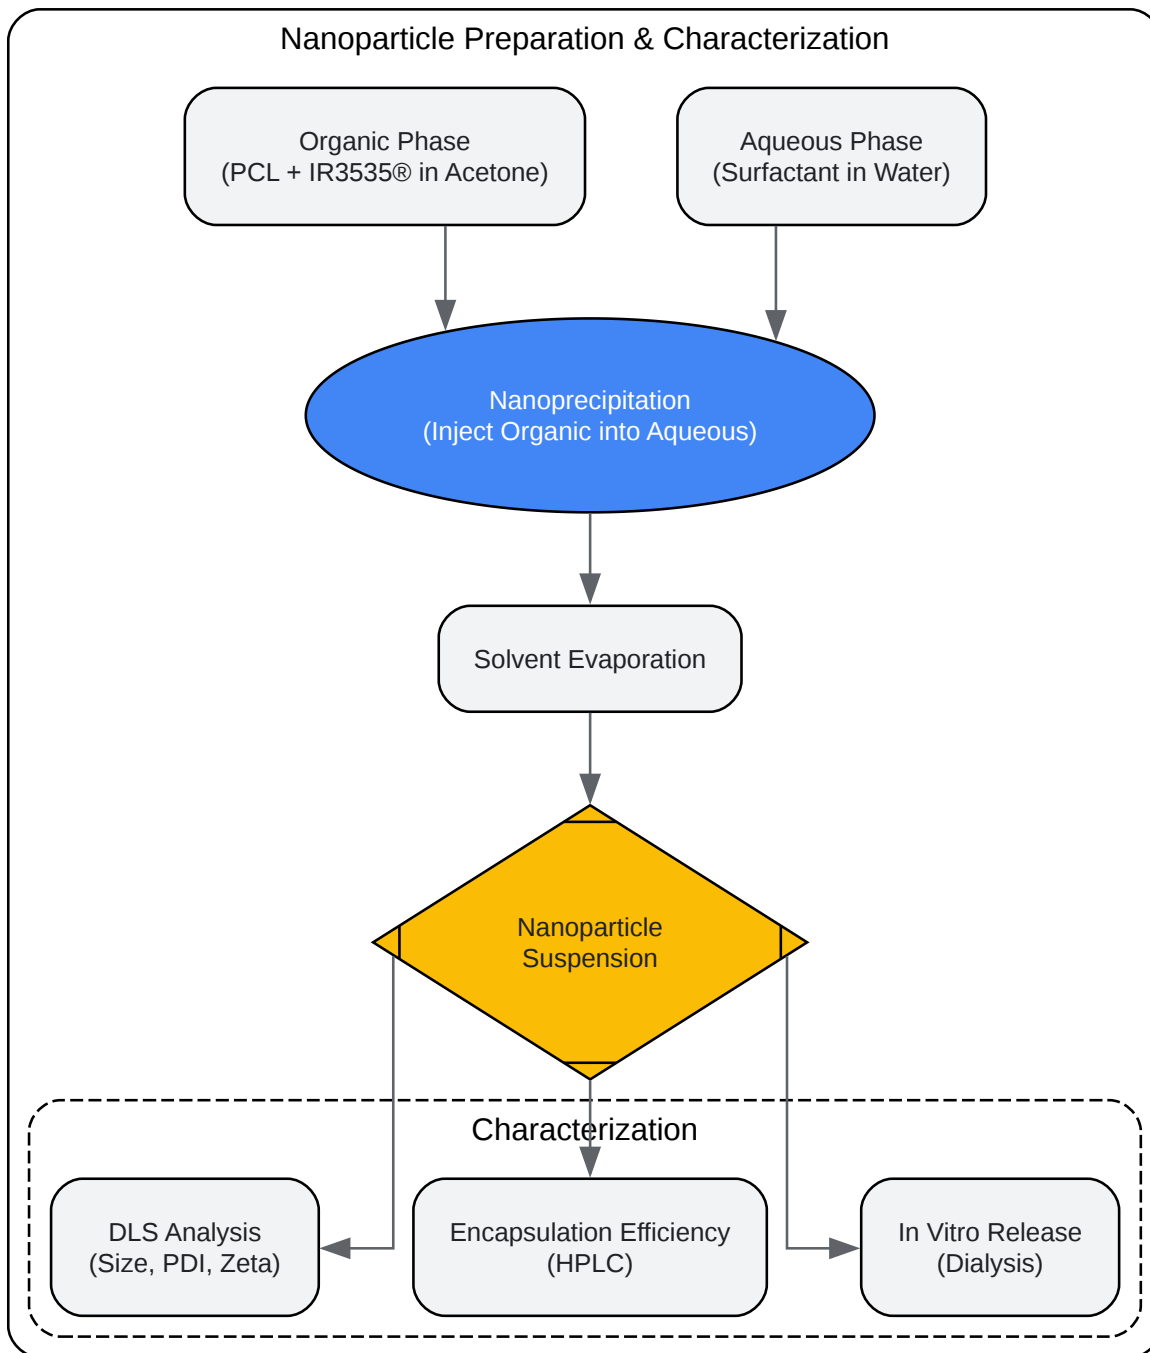 Nanoparticle Preparation & Characterization
Organic Phase
(PCL + IR3535® in Acetone)
Aqueous Phase
(Surfactant in Water)
Nanoprecipitation
(Inject Organic into Aqueous)
Solvent Evaporation
Nanoparticle
Suspension
Characterization
DLS Analysis
(Size, PDI, Zeta)
Encapsulation Efficiency
(HPLC)
In Vitro Release
(Dialysis)